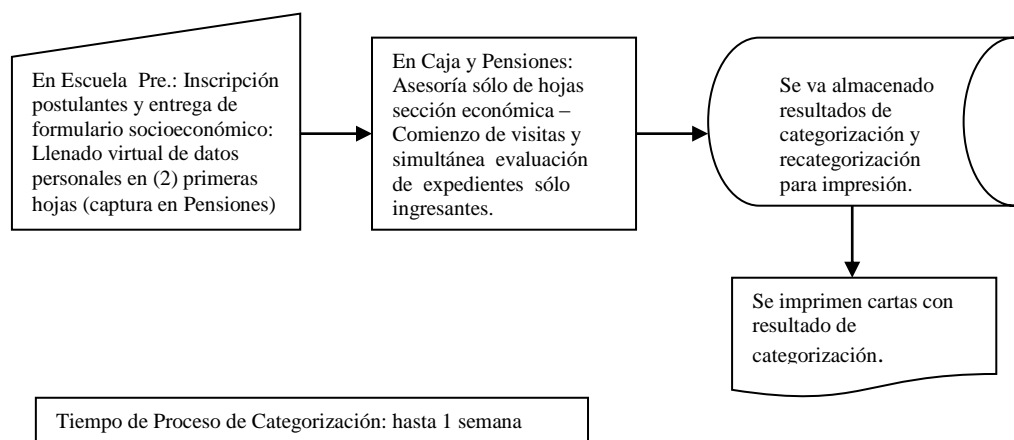 En Escuela Pre.: Inscripción
postulantes y entrega de
formulario socioeconómico:
Llenado virtual de datos
personales en (2) primeras
hojas (captura en Pensiones)
En Caja y Pensiones:
Asesoría sólo de hojas
sección económica –
Comienzo de visitas y
simultánea evaluación
de expedientes sólo
ingresantes.
Se va almacenado
resultados de
categorización y
recategorización
para impresión.
Se imprimen cartas con
resultado de
categorización.
Tiempo de Proceso de Categorización: hasta 1 semana